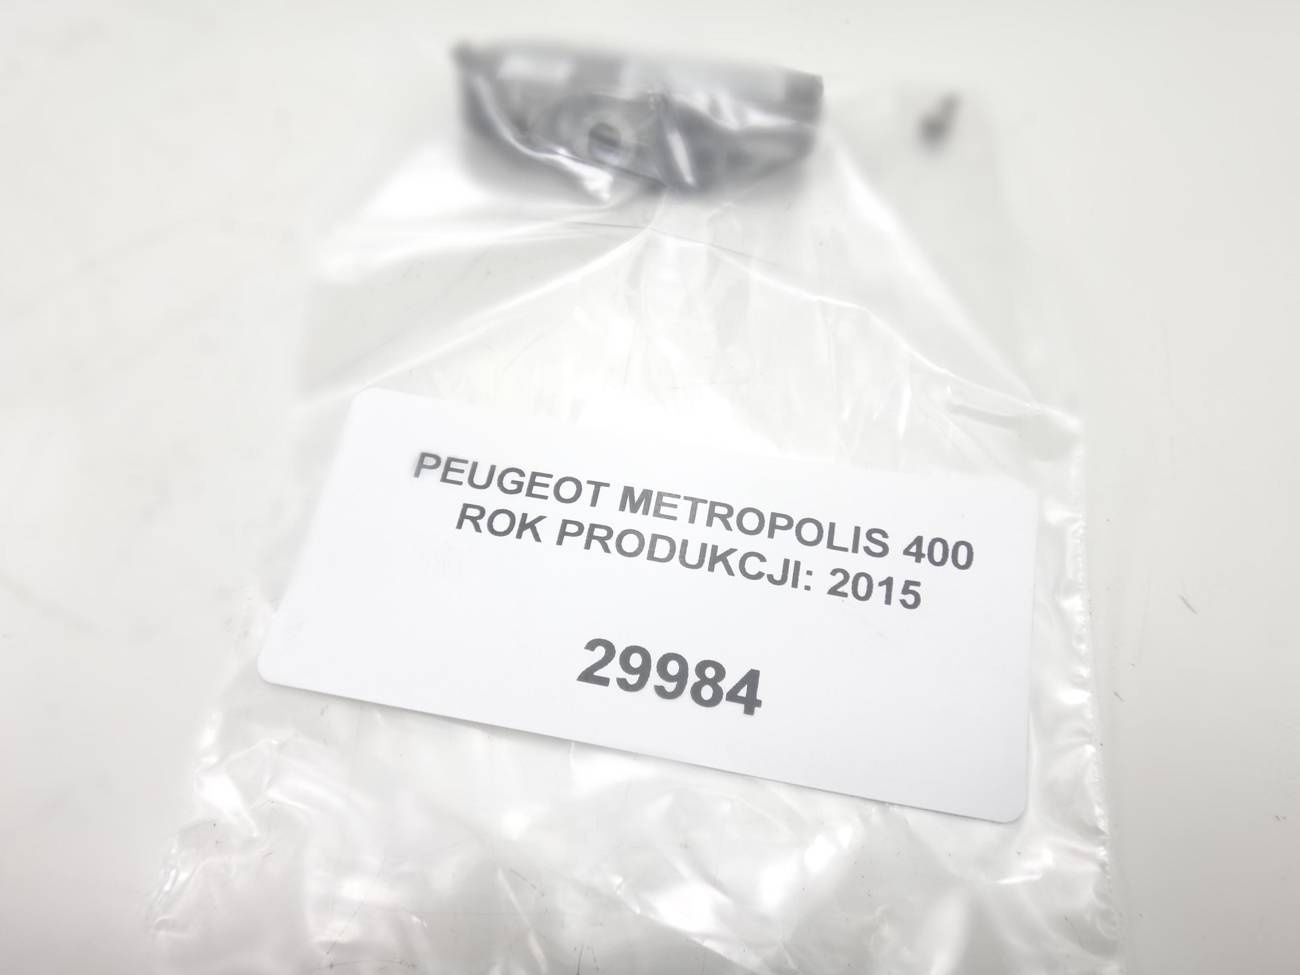 PEUGEOT METROPOLIS 400
ROK PRODUKCJI: 2015
29984